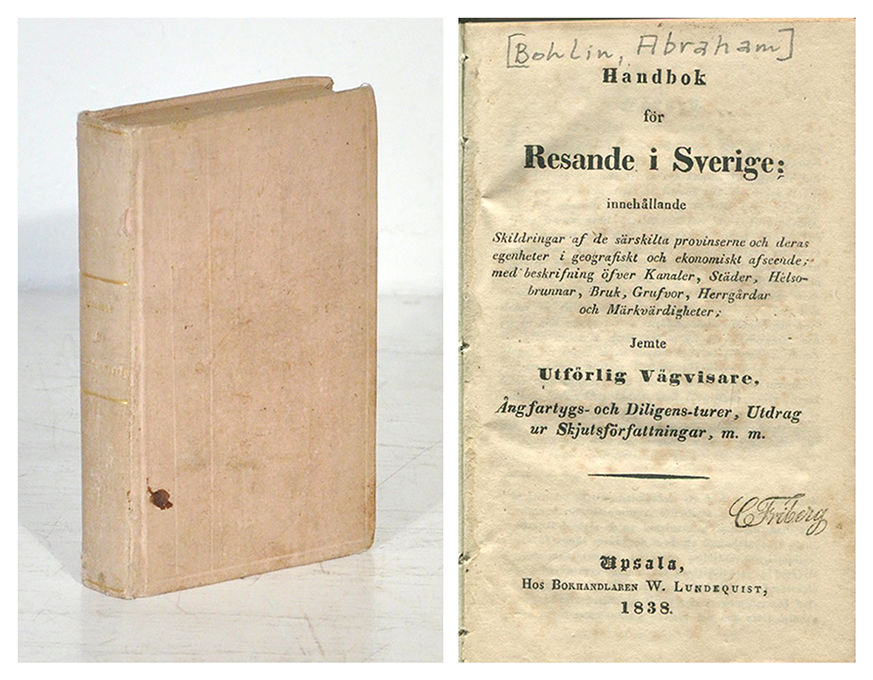 [Bohlin, Abraham]
Handbok
för
Resande i Sverige;
innehållande
Skildringar af de särskilta provinserne och deras
egenheter i geografiskt och ekonomiskt afseende;
med beskrifning öfver Kanaler, Städer, Helso-
brunnar, Bruk, Grufvor, Herrgårdar
och Märkvärdigheter;
Jemte
Utförlig Vägvisare,
Ångfartygs- och Diligens-turer, Utdrag
ur Skjutsförfattningar, m. m.
C Friberg
Upsala,
Hos Bokhandlaren W. Lundequist,
1838.